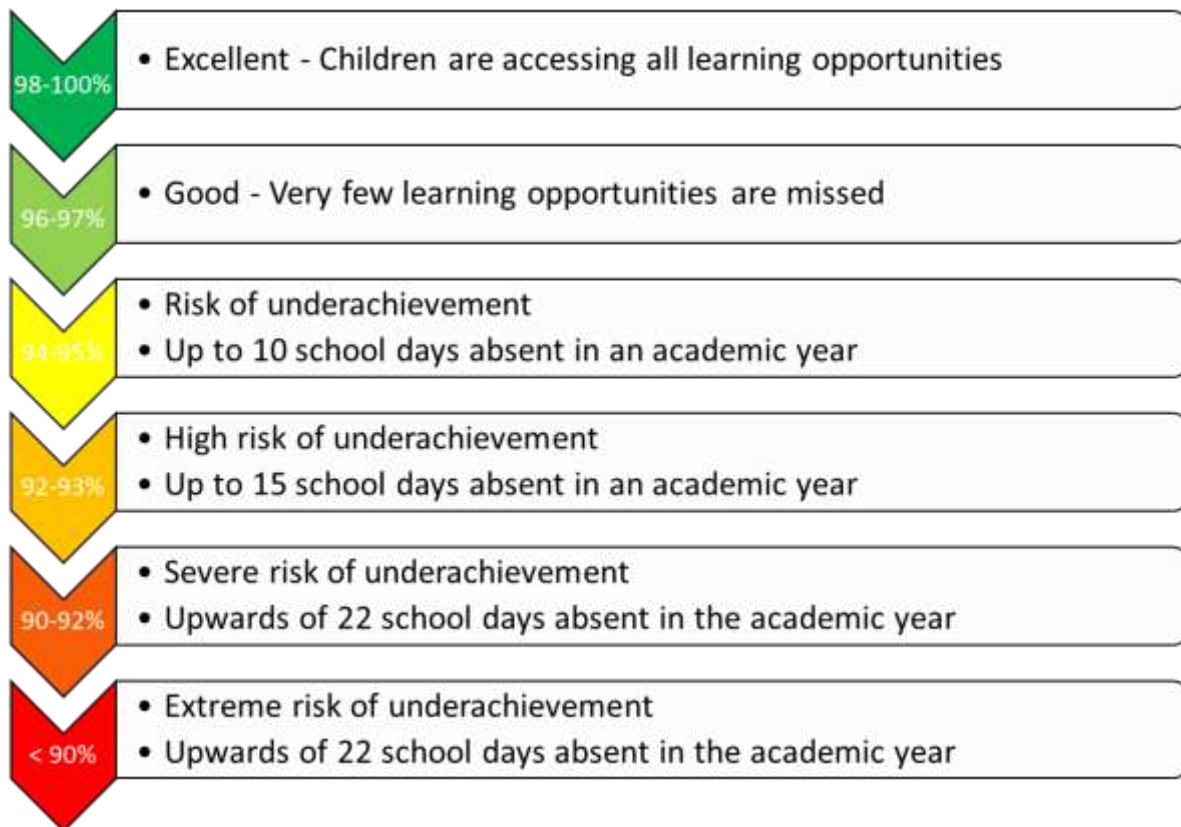 98-100%
• Excellent - Children are accessing all learning opportunities
96-97%
• Good - Very few learning opportunities are missed
94-95%
• Risk of underachievement
• Up to 10 school days absent in an academic year
92-93%
• High risk of underachievement
• Up to 15 school days absent in an academic year
90-92%
• Severe risk of underachievement
• Upwards of 22 school days absent in the academic year
< 90%
• Extreme risk of underachievement
• Upwards of 22 school days absent in the academic year